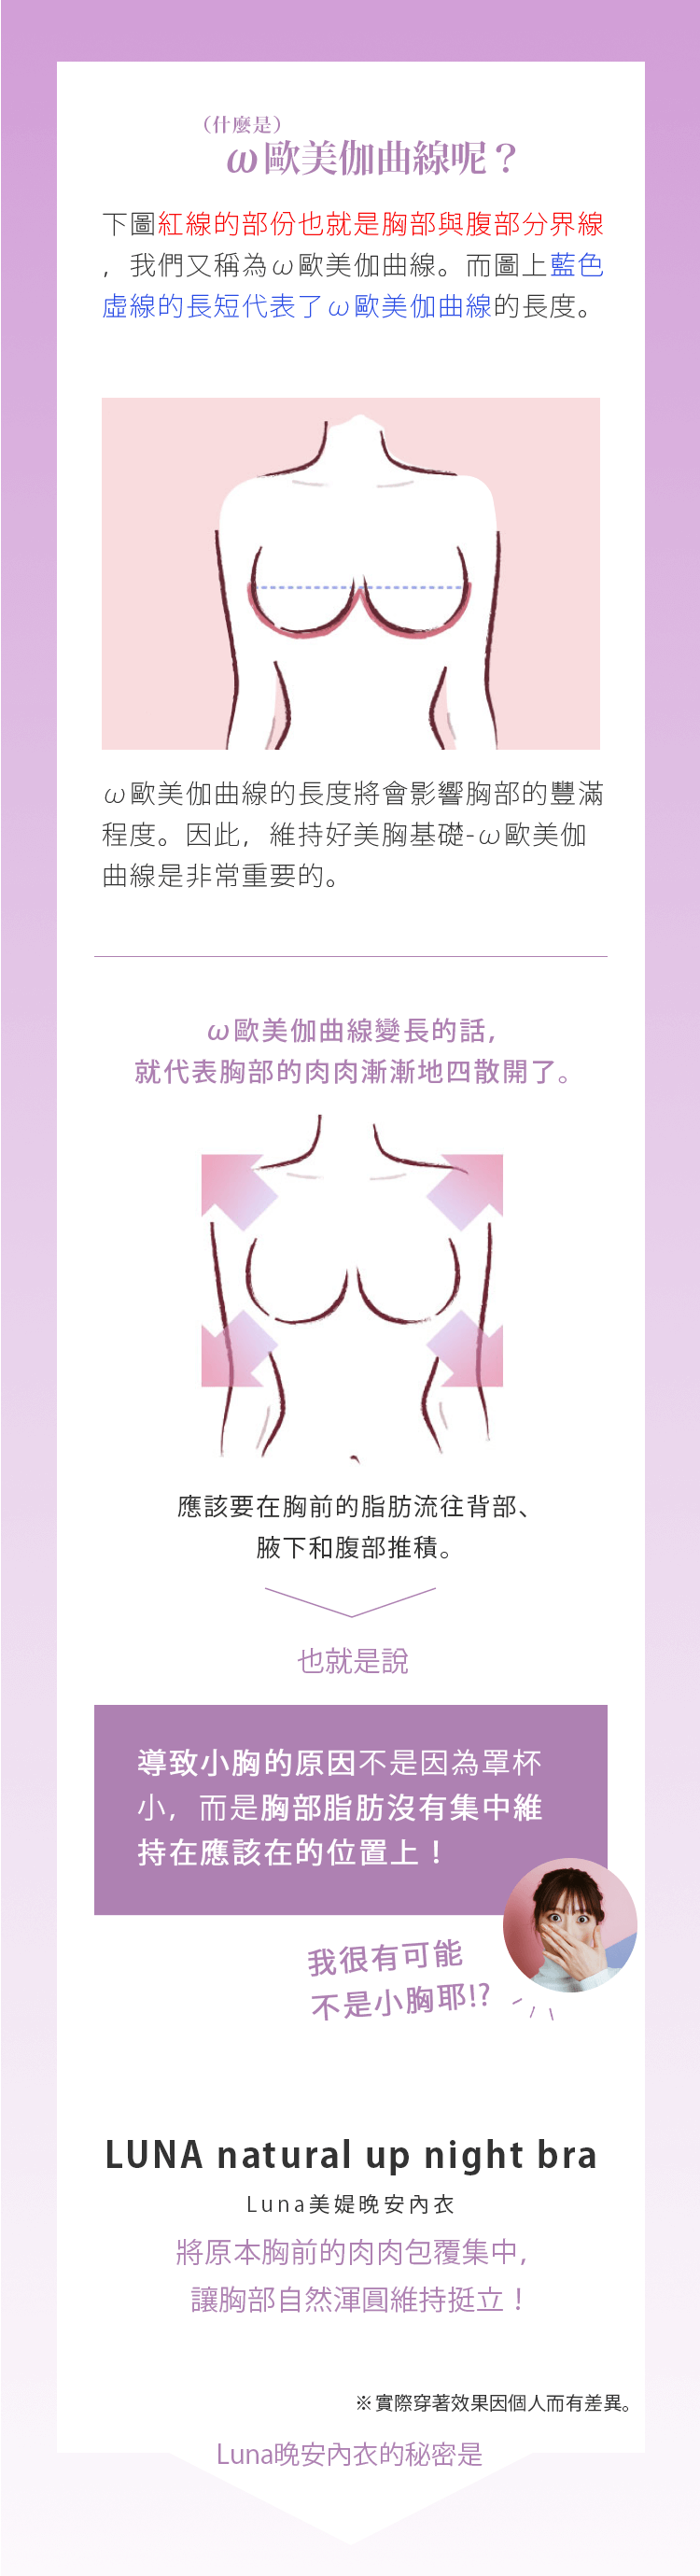 （什麼是）
ω歐美伽曲線呢？
下圖紅線的部份也就是胸部與腹部分界線
，我們又稱為ω歐美伽曲線。而圖上藍色
虛線的長短代表了ω歐美伽曲線的長度。
ω歐美伽曲線的長度將會影響胸部的豐滿
程度。因此，維持好美胸基礎-ω歐美伽
曲線是非常重要的。
ω歐美伽曲線變長的話，
就代表胸部的肉肉漸漸地四散開了。
應該要在胸前的脂肪流往背部、
腋下和腹部推積。
也就是說
導致小胸的原因不是因為罩杯
小，而是胸部脂肪沒有集中維
持在應該在的位置上！
我很有可能
不是小胸耶!?
LUNA natural up night bra
Luna美媞晚安內衣
將原本胸前的肉肉包覆集中，
讓胸部自然渾圓維持挺立！
※實際穿著效果因個人而有差異。
Luna晚安內衣的秘密是